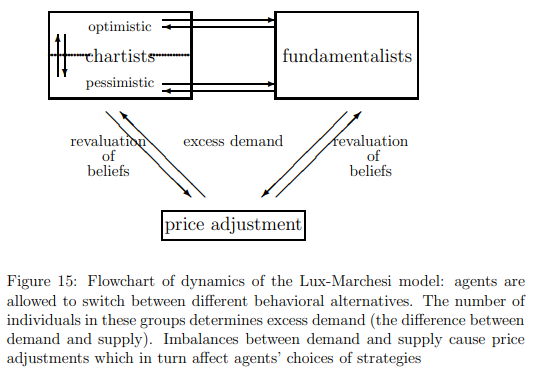 optimistic
chartists
fundamentalists
pessimistic
revaluation
of
beliefs
excess demand
revaluation
of
beliefs
price adjustment
Figure 15: Flowchart of dynamics of the Lux-Marchesi model: agents are
allowed to switch between different behavioral alternatives. The number of
individuals in these groups determines excess demand (the difference between
demand and supply). Imbalances between demand and supply cause price
adjustments which in turn affect agents' choices of strategies